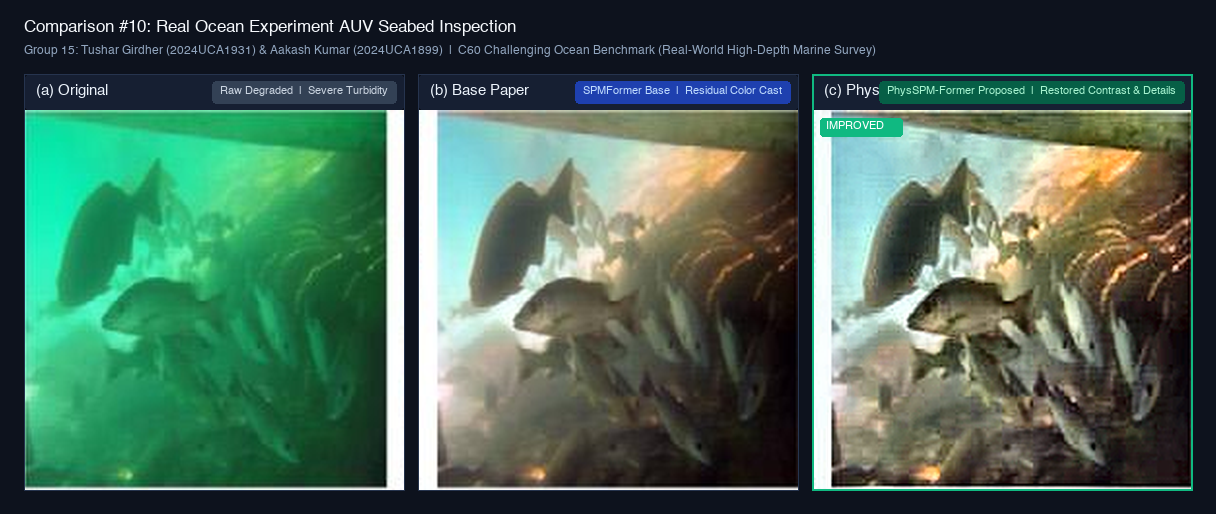 Comparison #10: Real Ocean Experiment AUV Seabed Inspection
Group 15: Tushar Girdher (2024UCA1931) & Aakash Kumar (2024UCA1899) | C60 Challenging Ocean Benchmark (Real-World High-Depth Marine Survey)
(a) Original Raw Degraded | Severe Turbidity
(b) Base Paper SPMFormer Base | Residual Color Cast
(c) Phys PhysSPM-Former Proposed | Restored Contrast & Details
IMPROVED